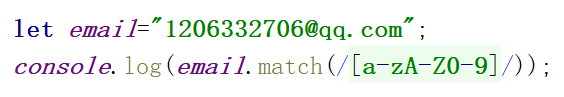 let email="1206332706@qq.com";
console.log(email.match(/[a-zA-Z0-9]/));